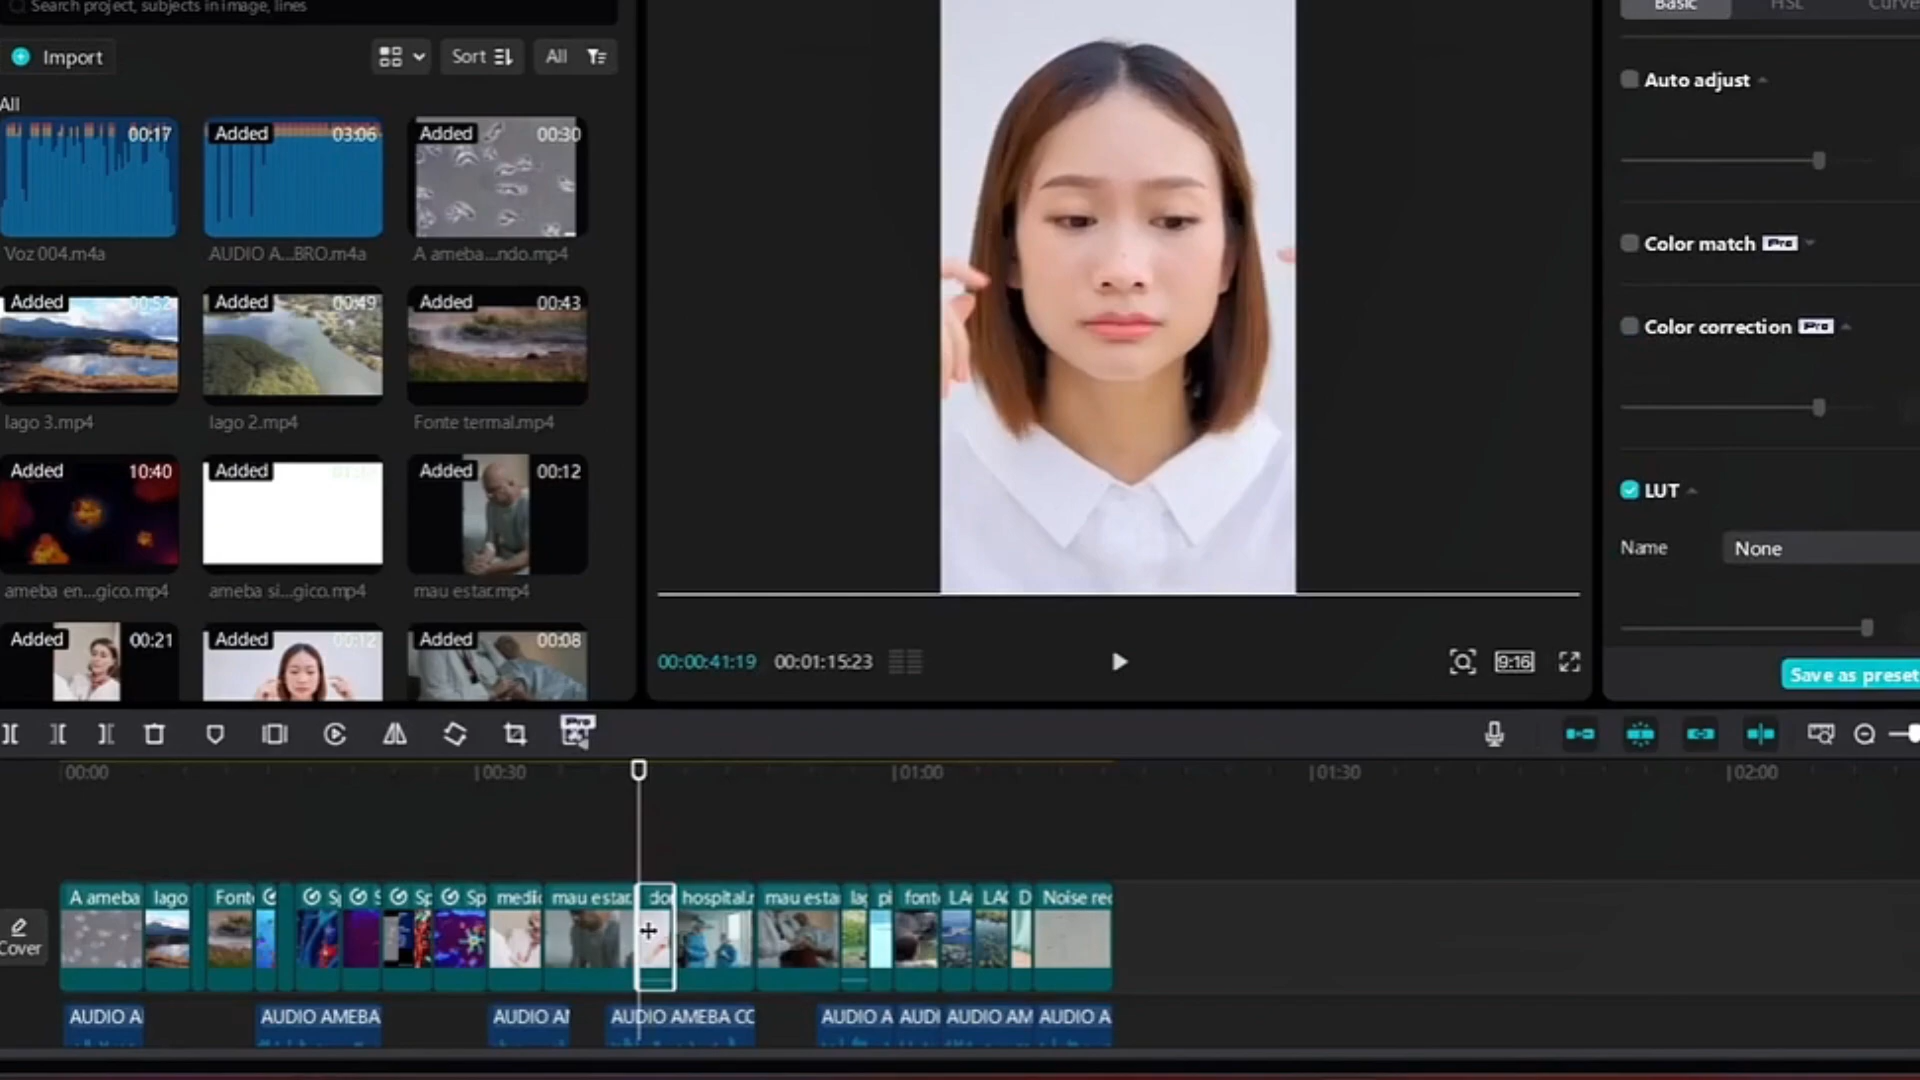 Search project, subjects in image, lines
Import
Sort
All
All
00:17
Added
03:06
Added
00:30
Voz 004.m4a
AUDIO A...BRO.m4a
A ameba...ndo.mp4
Added
00:52
Added
00:49
Added
00:43
lago 3.mp4
lago 2.mp4
Fonte termal.mp4
Added
10:40
Added
Added
00:12
ameba en...gico.mp4
ameba si...gico.mp4
mau estar.mp4
Added
00:21
Added
00:12
Added
00:08
00:00:41:19
00:01:15:23
9:16
Basic
HSL
Curve
Auto adjust
Color match Pro
Color correction Pro
LUT
Name
None
Save as preset
Pro
00:00
00:30
01:00
01:30
02:00
Cover
A ameba
lago
Font
Sp
S
Sp
Sp
medi
mau estar.
do
hospital.
mau esta
lag
pi
font
LA
LA
D
Noise re
AUDIO A
AUDIO AMEBA
AUDIO A
AUDIO AMEBA CO
AUDIO A
AUDI
AUDIO AM
AUDIO A